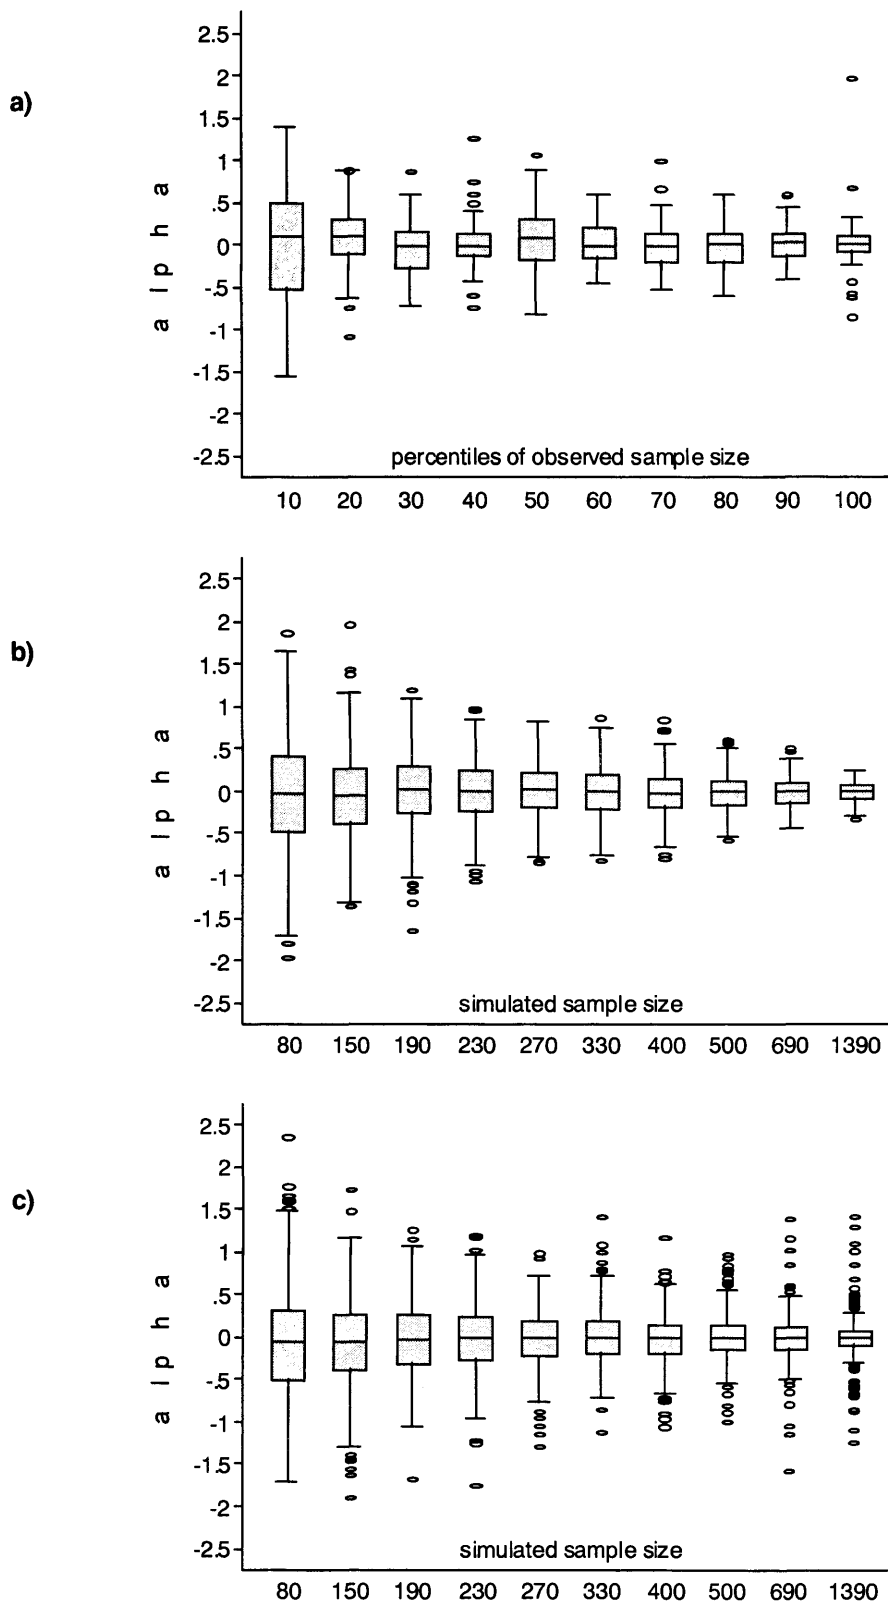 a)
a l p h a
2.5
2
1.5
1
.5
0
-.5
-1
-1.5
-2
-2.5
percentiles of observed sample size
10 20 30 40 50 60 70 80 90 100
b)
a l p h a
2.5
2
1.5
1
.5
0
-.5
-1
-1.5
-2
-2.5
simulated sample size
80 150 190 230 270 330 400 500 690 1390
c)
a l p h a
2.5
2
1.5
1
.5
0
-.5
-1
-1.5
-2
-2.5
simulated sample size
80 150 190 230 270 330 400 500 690 1390